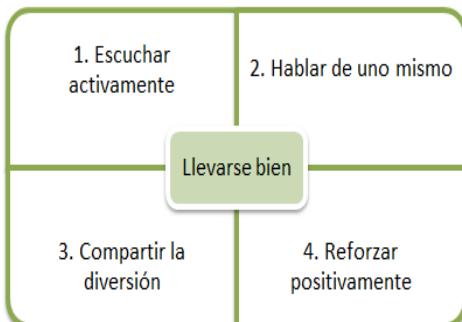 1. Escuchar
activamente
2. Hablar de uno mismo
Llevarse bien
3. Compartir la
diversión
4. Reforzar
positivamente